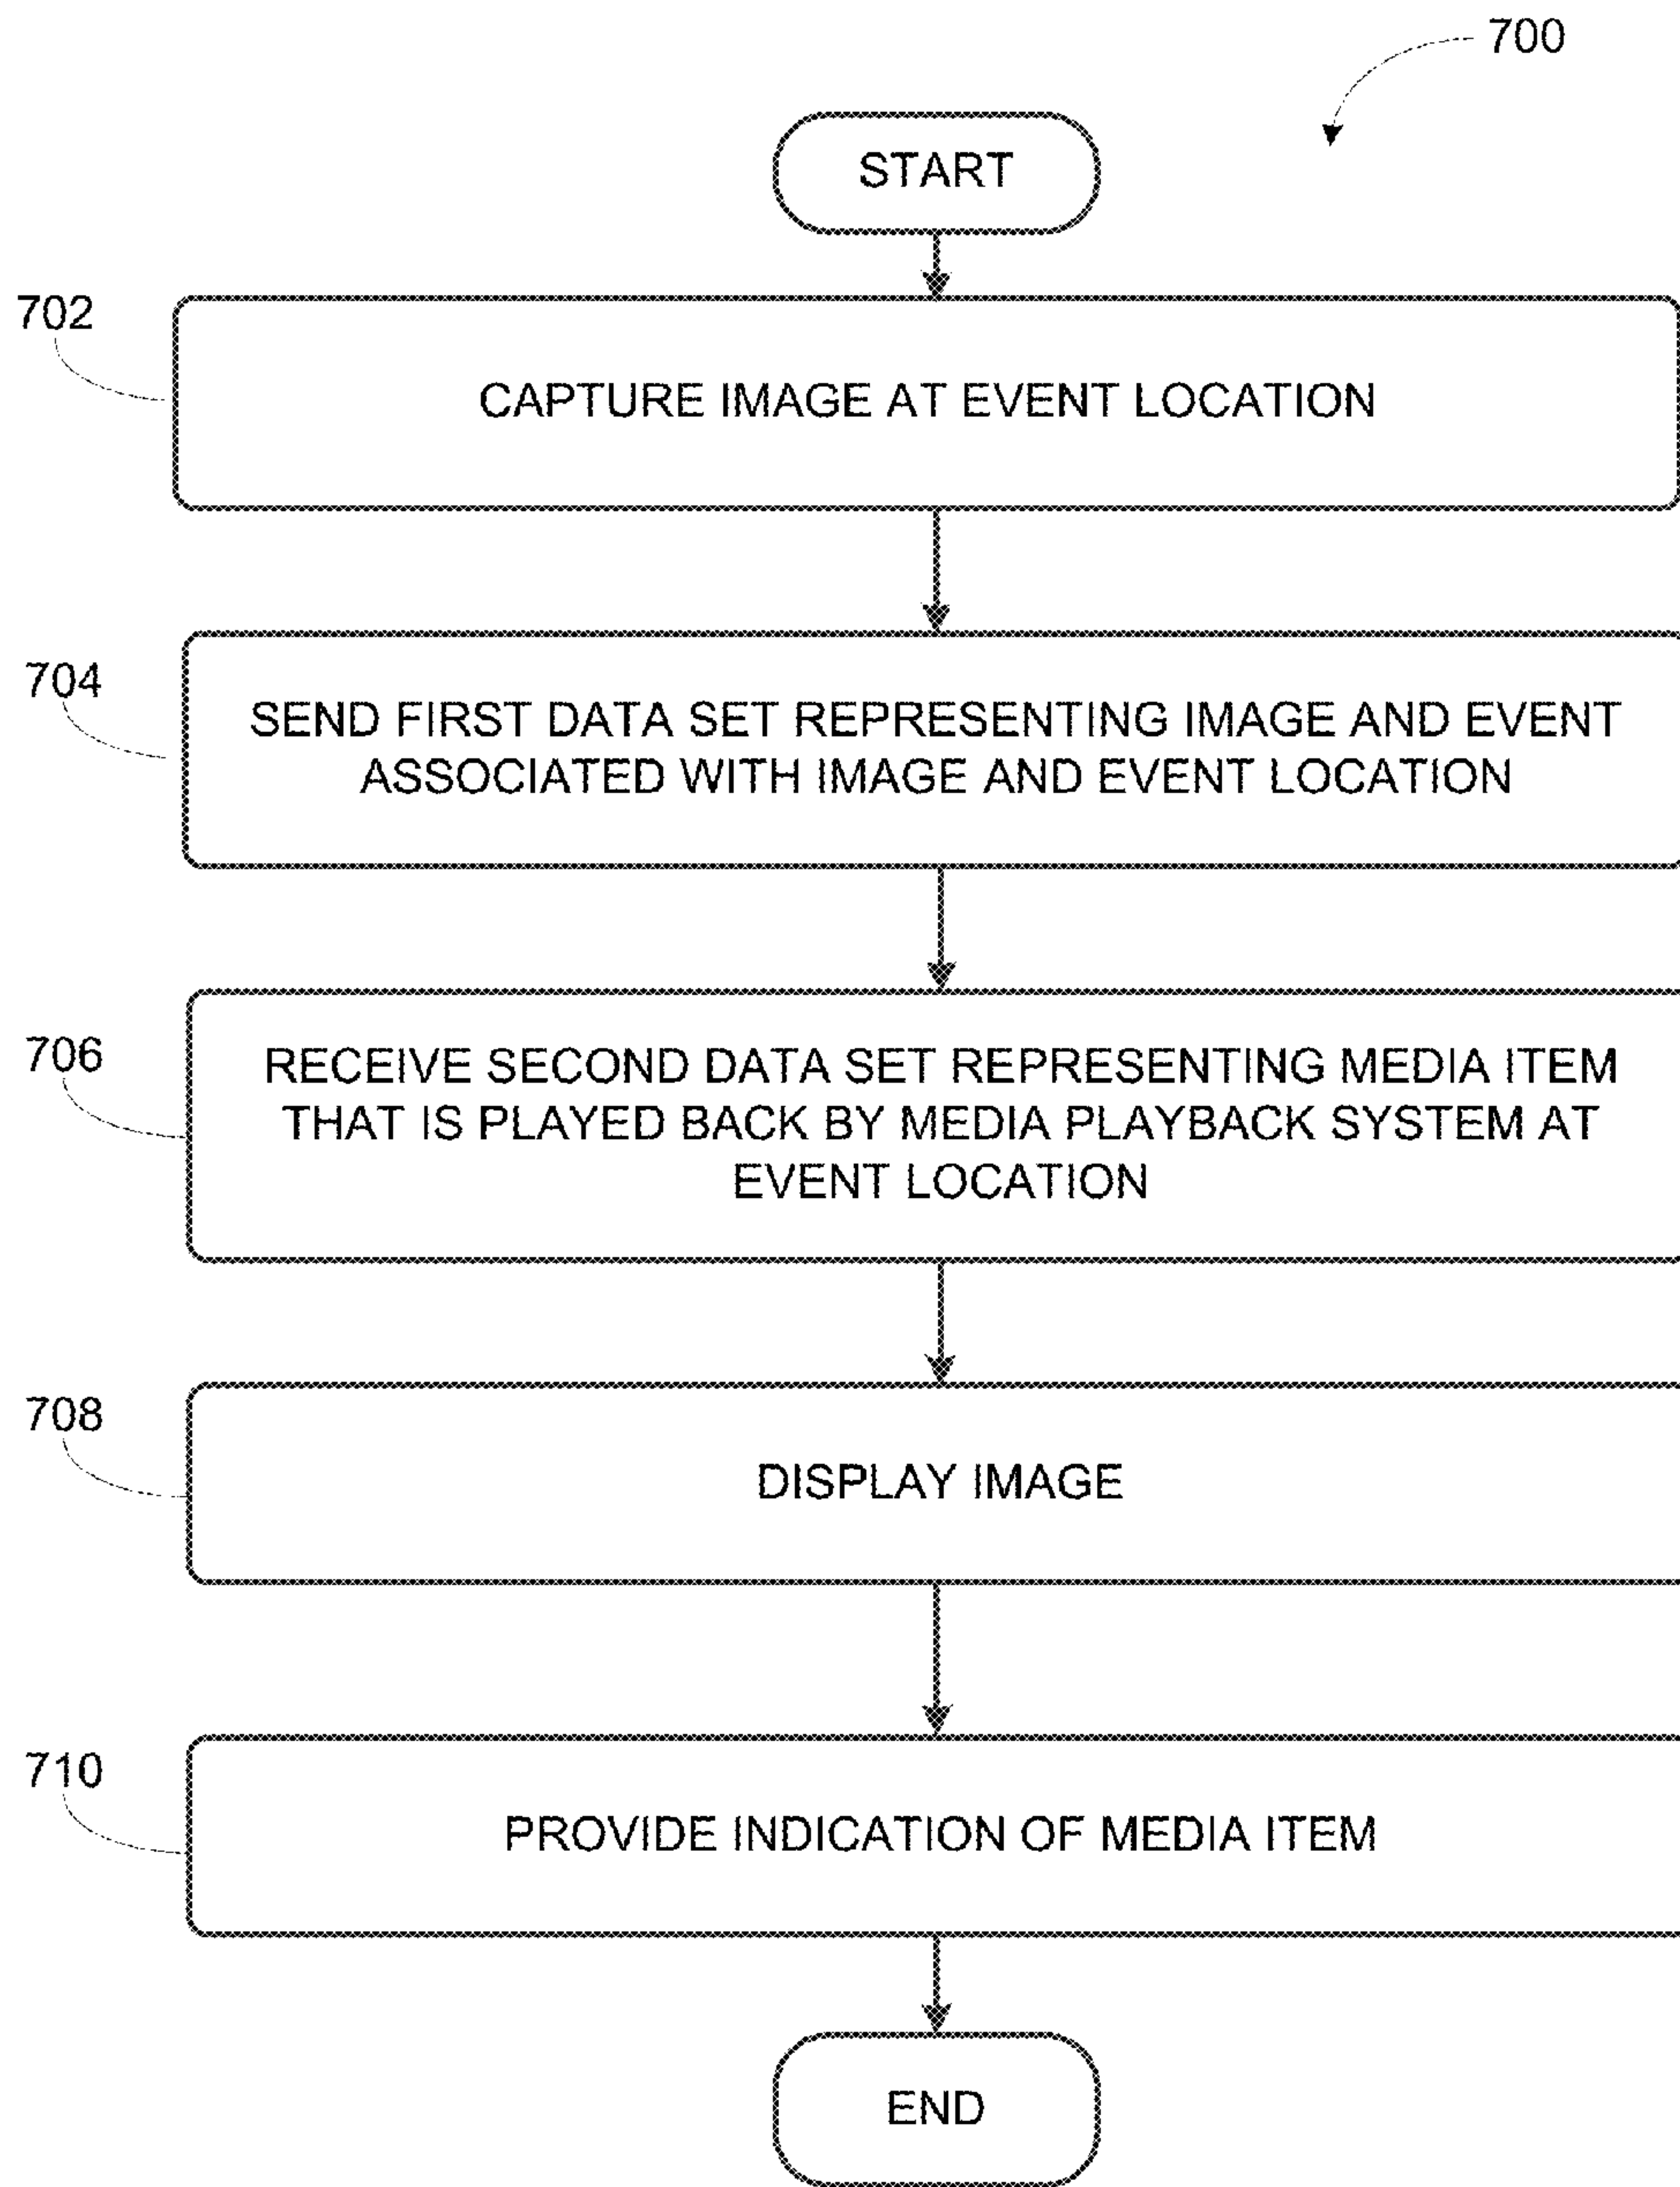 700
START
702
CAPTURE IMAGE AT EVENT LOCATION
704
SEND FIRST DATA SET REPRESENTING IMAGE AND EVENT
ASSOCIATED WITH IMAGE AND EVENT LOCATION
706
RECEIVE SECOND DATA SET REPRESENTING MEDIA ITEM
THAT IS PLAYED BACK BY MEDIA PLAYBACK SYSTEM AT
EVENT LOCATION
708
DISPLAY IMAGE
710
PROVIDE INDICATION OF MEDIA ITEM
END